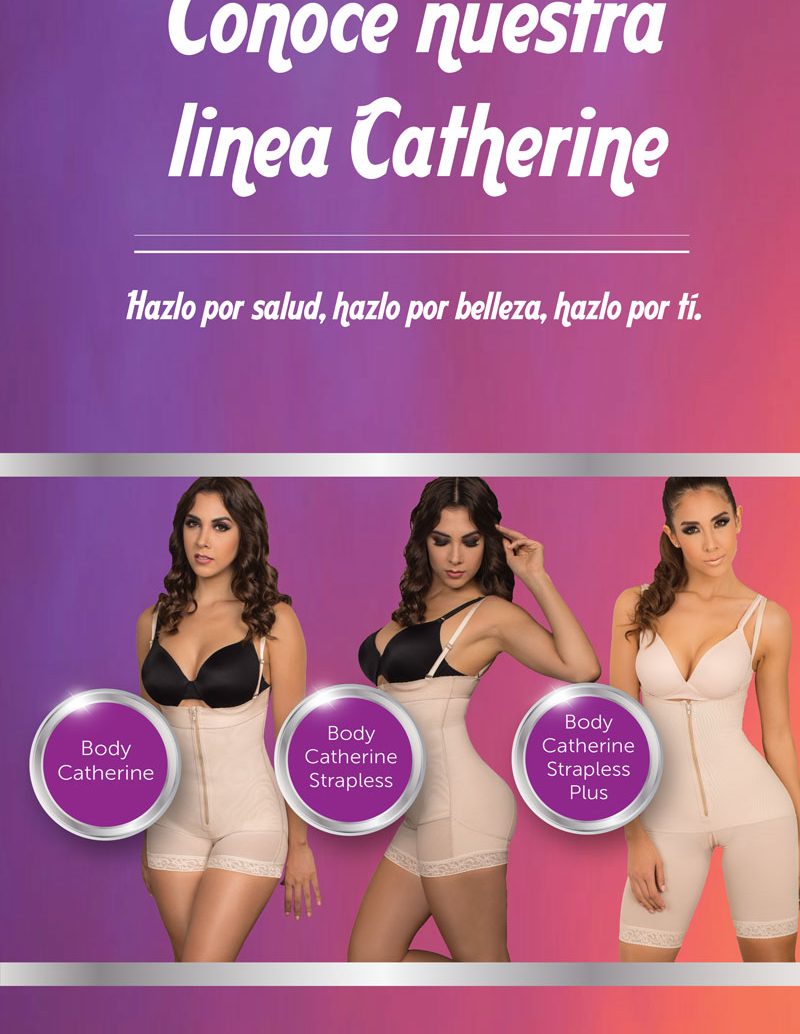 Conoce nuestra
linea Catherine
Hazlo por salud, hazlo por belleza, hazlo por tí.
Body
Catherine
Body
Catherine
Strapless
Body
Catherine
Strapless
Plus